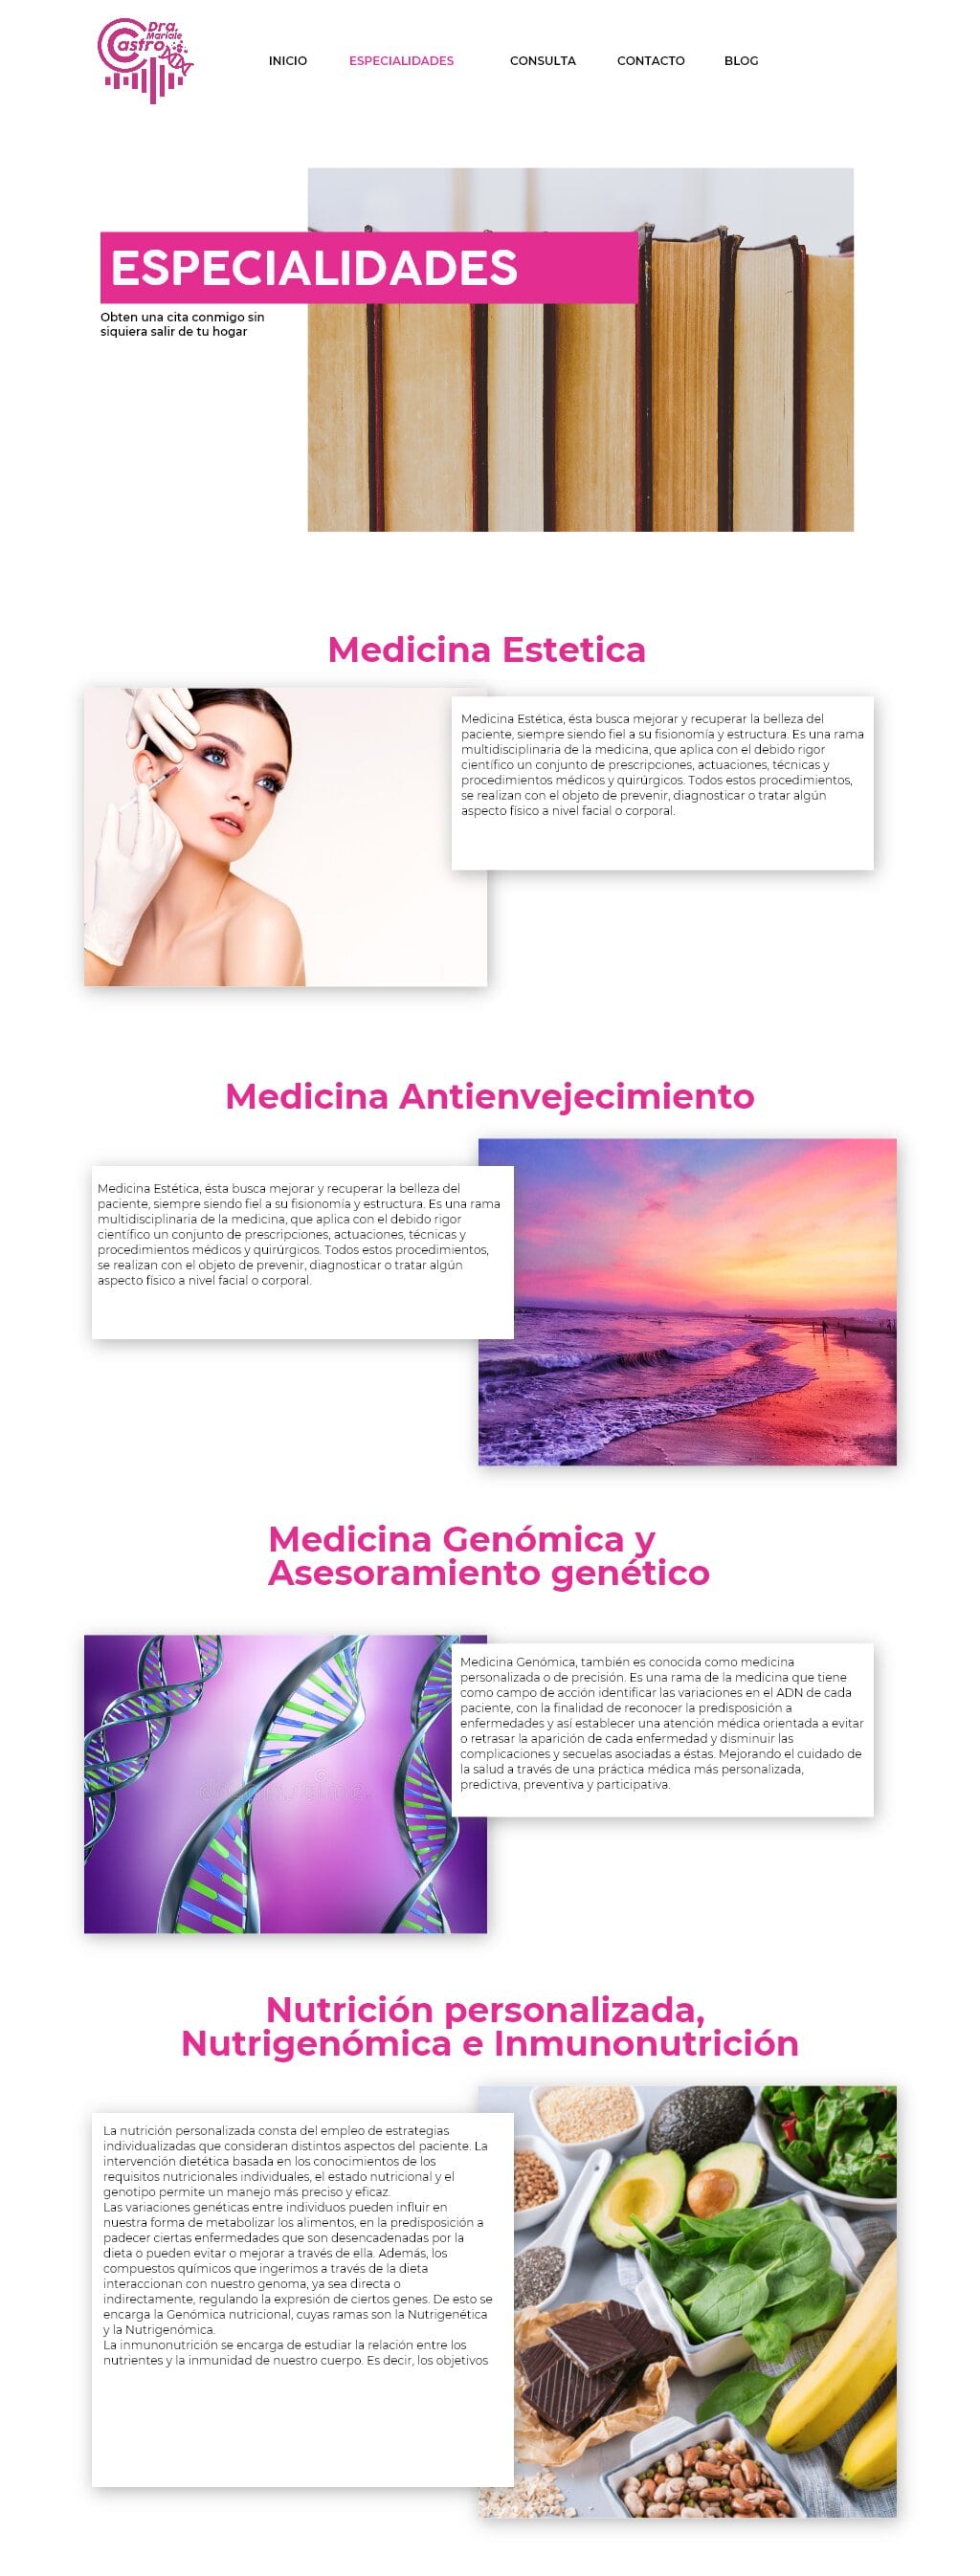 Dra.
Mariale
Castro
INICIO
ESPECIALIDADES
CONSULTA
CONTACTO
BLOG
ESPECIALIDADES
Obten una cita conmigo sin
siquiera salir de tu hogar
Medicina Estetica
Medicina Estética, ésta busca mejorar y recuperar la belleza del
paciente, siempre siendo fiel a su fisionomía y estructura. Es una rama
multidisciplinaria de la medicina, que aplica con el debido rigor
científico un conjunto de prescripciones, actuaciones, técnicas y
procedimientos médicos y quirúrgicos. Todos estos procedimientos,
se realizan con el objeto de prevenir, diagnosticar o tratar algún
aspecto físico a nivel facial o corporal.
Medicina Antienvejecimiento
Medicina Estética, ésta busca mejorar y recuperar la belleza del
paciente, siempre siendo fiel a su fisionomía y estructura. Es una rama
multidisciplinaria de la medicina, que aplica con el debido rigor
científico un conjunto de prescripciones, actuaciones, técnicas y
procedimientos médicos y quirúrgicos. Todos estos procedimientos,
se realizan con el objeto de prevenir, diagnosticar o tratar algún
aspecto físico a nivel facial o corporal.
Medicina Genómica y
Asesoramiento genético
Medicina Genómica, también es conocida como medicina
personalizada o de precisión. Es una rama de la medicina que tiene
como campo de acción identificar las variaciones en el ADN de cada
paciente, con la finalidad de reconocer la predisposición a
enfermedades y así establecer una atención médica orientada a evitar
o retrasar la aparición de cada enfermedad y disminuir las
complicaciones y secuelas asociadas a éstas. Mejorando el cuidado de
la salud a través de una práctica médica más personalizada,
predictiva, preventiva y participativa.
Nutrición personalizada,
Nutrigenómica e Inmunonutrición
La nutrición personalizada consta del empleo de estrategias
individualizadas que consideran distintos aspectos del paciente. La
intervención dietética basada en los conocimientos de los
requisitos nutricionales individuales, el estado nutricional y el
genotipo permite un manejo más preciso y eficaz.
Las variaciones genéticas entre individuos pueden influir en
nuestra forma de metabolizar los alimentos, en la predisposición a
padecer ciertas enfermedades que son desencadenadas por la
dieta o pueden evitar o mejorar a través de ella. Además, los
compuestos químicos que ingerimos a través de la dieta
interaccionan con nuestro genoma, ya sea directa o
indirectamente, regulando la expresión de ciertos genes. De esto se
encarga la Genómica nutricional, cuyas ramas son la Nutrigenética
y la Nutrigenómica.
La inmunonutrición se encarga de estudiar la relación entre los
nutrientes y la inmunidad de nuestro cuerpo. Es decir, los objetivos